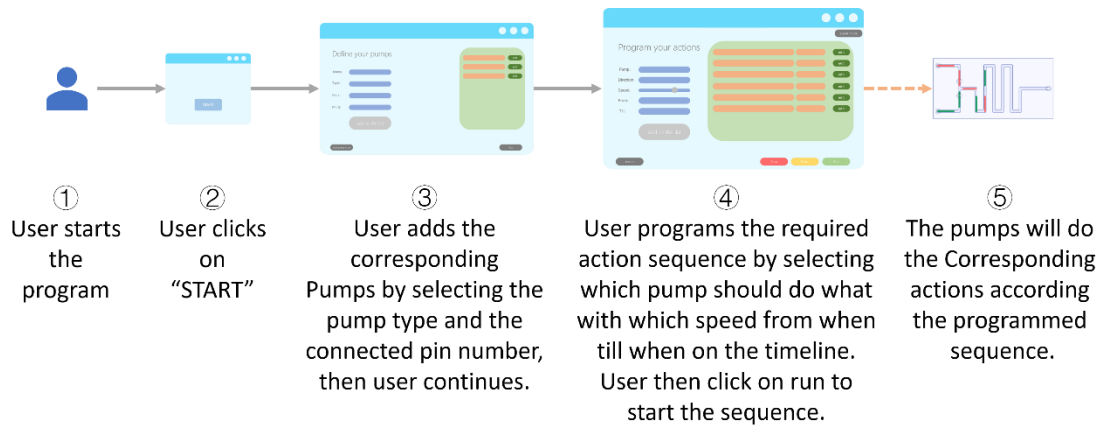 Define your pumps
Program your actions
①
User starts
the
program
②
User clicks
on
“START”
③
User adds the
corresponding
Pumps by selecting the
pump type and the
connected pin number,
then user continues.
④
User programs the required
action sequence by selecting
which pump should do what
with which speed from when
till when on the timeline.
User then click on run to
start the sequence.
⑤
The pumps will do
the Corresponding
actions according
the programmed
sequence.